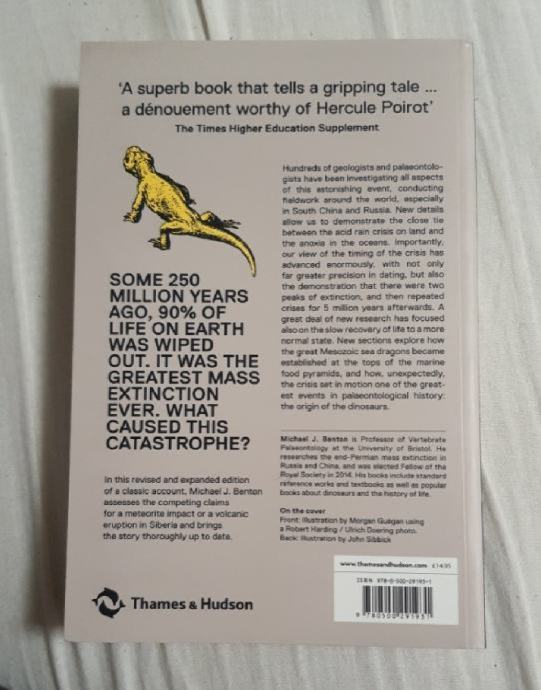 'A superb book that tells a gripping tale ...
a dénouement worthy of Hercule Poirot'
The Times Higher Education Supplement
SOME 250
MILLION YEARS
AGO, 90% OF
LIFE ON EARTH
WAS WIPED
OUT. IT WAS THE
GREATEST MASS
EXTINCTION
EVER. WHAT
CAUSED THIS
CATASTROPHE?
In this revised and expanded edition
of a classic account, Michael J. Benton
assesses the competing claims
for a meteorite impact or a volcanic
eruption in Siberia and brings
the story thoroughly up to date.
Hundreds of geologists and palaeontolo-
gists have been investigating all aspects
of this astonishing event, conducting
fieldwork around the world, especially
in South China and Russia. New details
allow us to demonstrate the close tie
between the acid rain crisis on land and
the anoxia in the oceans. Importantly,
our view of the timing of the crisis has
advanced enormously, with not only
far greater precision in dating, but also
the demonstration that there were two
peaks of extinction, and then repeated
crises for 5 million years afterwards. A
great deal of new research has focused
also on the slow recovery of life to a more
normal state. New sections explore how
the great Mesozoic sea dragons became
established at the tops of the marine
food pyramids, and how, unexpectedly,
the crisis set in motion one of the great-
est events in palaeontological history:
the origin of the dinosaurs.
Michael J. Benton is Professor of Vertebrate
Palaeontology at the University of Bristol. He
researches the end-Permian mass extinction in
Russia and China, and was elected Fellow of the
Royal Society in 2014. His books include standard
reference works and textbooks as well as popular
books about dinosaurs and the history of life.
On the cover
Front: Illustration by Morgan Guégan using
a Robert Harding / Ulrich Doering photo.
Back: Illustration by John Sibbick
Thames & Hudson
www.thamesandhudson.com £14.95
ISBN 978-0-500-29193-1
9 780500 291931